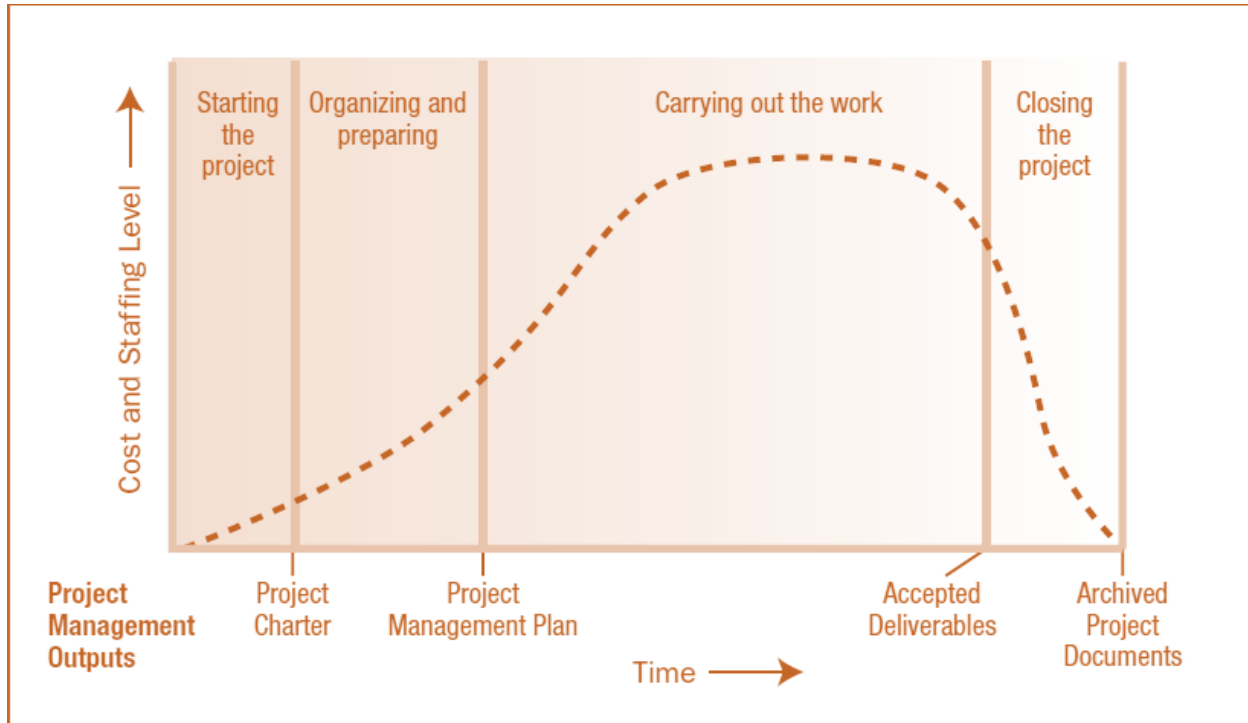 Starting
the
project
Organizing and
preparing
Carrying out the work
Closing
the
project
Cost and Staffing Level
Project
Management
Outputs
Project
Charter
Project
Management Plan
Accepted
Deliverables
Archived
Project
Documents
Time